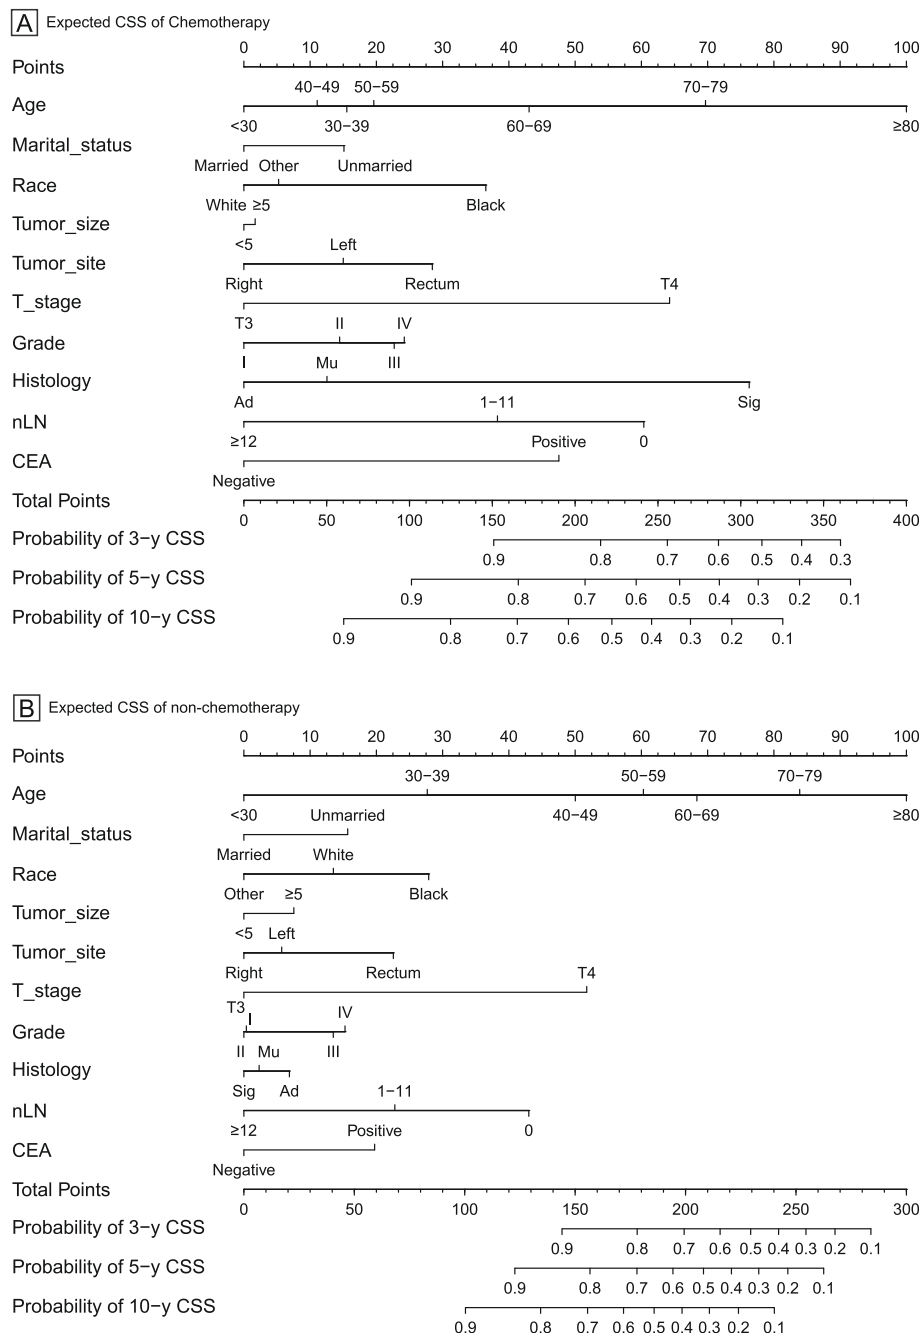 A Expected CSS of Chemotherapy
0 10 20 30 40 50 60 70 80 90 100
Points
40−49 50−59 70−79
Age
<30 30−39 60−69 ≥80
Marital_status
Married Other Unmarried
Race
White ≥5 Black
Tumor_size
<5 Left
Tumor_site
Right Rectum T4
T_stage
T3 II IV
Grade
I Mu III
Histology
Ad 1−11 Sig
nLN
≥12 Positive 0
CEA
Negative
Total Points
0 50 100 150 200 250 300 350 400
Probability of 3−y CSS
0.9 0.8 0.7 0.6 0.5 0.4 0.3
Probability of 5−y CSS
0.9 0.8 0.7 0.6 0.5 0.4 0.3 0.2 0.1
Probability of 10−y CSS
0.9 0.8 0.7 0.6 0.5 0.4 0.3 0.2 0.1
B Expected CSS of non-chemotherapy
0 10 20 30 40 50 60 70 80 90 100
Points
30−39 50−59 70−79
Age
<30 Unmarried 40−49 60−69 ≥80
Marital_status
Married White
Race
Other ≥5 Black
Tumor_size
<5 Left
Tumor_site
Right Rectum T4
T_stage
T3 I IV
Grade
II Mu III
Histology
Sig Ad 1−11
nLN
≥12 Positive 0
CEA
Negative
Total Points
0 50 100 150 200 250 300
Probability of 3−y CSS
0.9 0.8 0.7 0.6 0.5 0.4 0.3 0.2 0.1
Probability of 5−y CSS
0.9 0.8 0.7 0.6 0.5 0.4 0.3 0.2 0.1
Probability of 10−y CSS
0.9 0.8 0.7 0.6 0.5 0.4 0.3 0.2 0.1